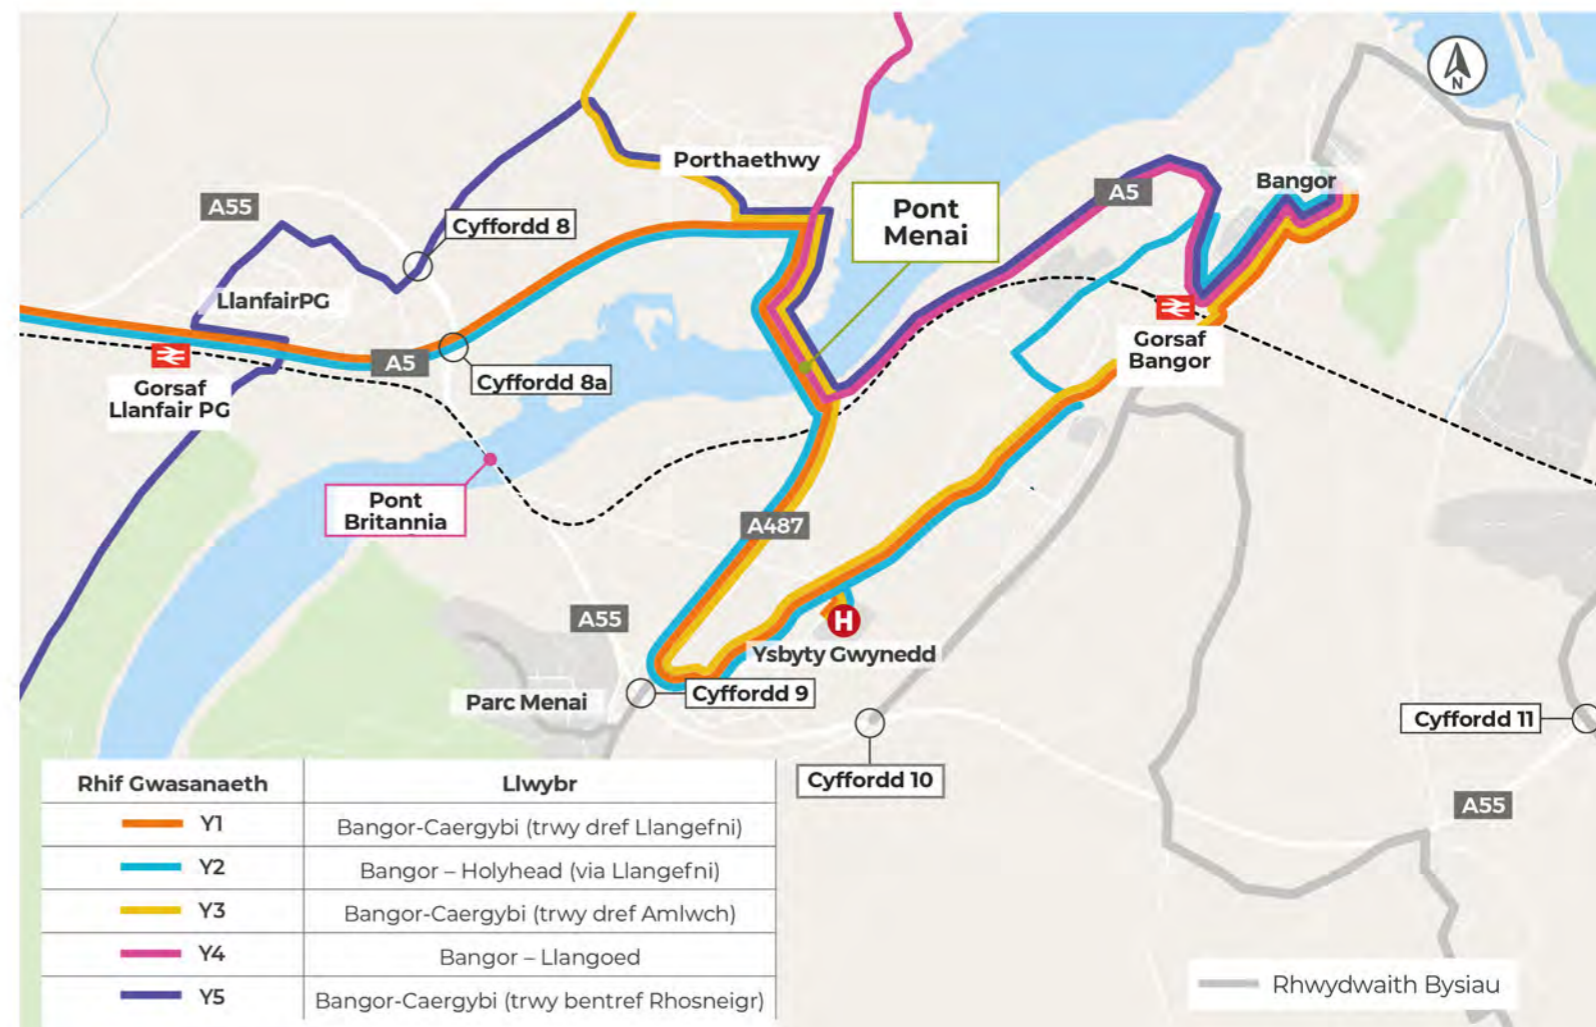 N
Porthaethwy
Bangor
A5
A55
Pont
Menai
Cyffordd 8
LlanfairPG
Gorsaf
Bangor
A5
Cyffordd 8a
Gorsaf
Llanfair PG
Pont
Britannia
A487
A55
H
Ysbyty Gwynedd
Parc Menai
Cyffordd 9
Cyffordd 11
Cyffordd 10
A55
Rhif Gwasanaeth Llwybr
Y1 Bangor-Caergybi (trwy dref Llangefni)
Y2 Bangor – Holyhead (via Llangefni)
Y3 Bangor-Caergybi (trwy dref Amlwch)
Y4 Bangor – Llangoed
Y5 Bangor-Caergybi (trwy bentref Rhosneigr)
Rhwydwaith Bysiau